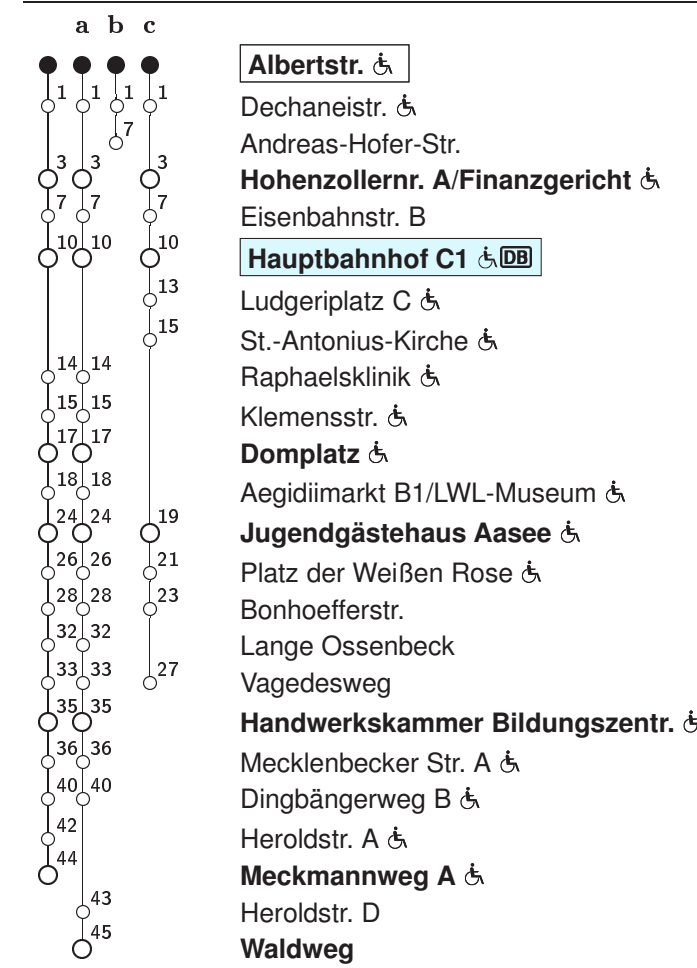 a b c
Albertstr.
1 1 1 1 Dechaneistr.
7 Andreas-Hofer-Str.
3 3 3 Hohenzollernr. A/Finanzgericht
7 7 7 Eisenbahnstr. B
10 10 10 Hauptbahnhof C1 DB
13 Ludgeriplatz C
15 St.-Antonius-Kirche
14 14 Raphaelsklinik
15 15 Klemensstr.
17 17 Domplatz
18 18 Aegidiimarkt B1/LWL-Museum
24 24 19 Jugendgästehaus Aasee
26 26 21 Platz der Weißen Rose
28 28 23 Bonhoefferstr.
32 32 Lange Ossenbeck
33 33 27 Vagedesweg
35 35 Handwerkskammer Bildungszentr.
36 36 Mecklenbecker Str. A
40 40 Dingbängerweg B
42 Heroldstr. A
44 Meckmannweg A
43 Heroldstr. D
45 Waldweg